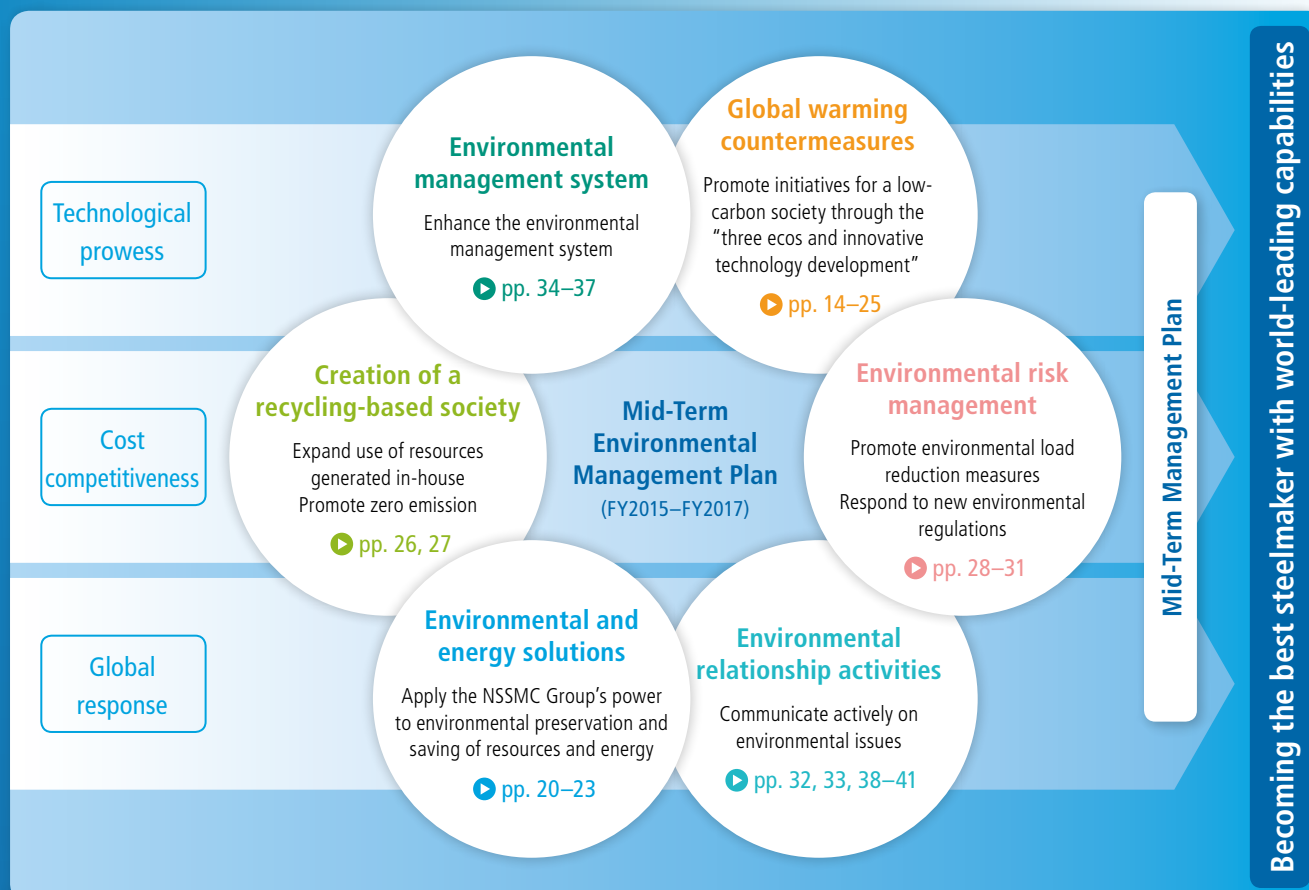 Technological
prowess
Cost
competitiveness
Global
response
Environmental
management system
Enhance the environmental
management system
pp. 34–37
Global warming
countermeasures
Promote initiatives for a low-
carbon society through the
“three ecos and innovative
technology development”
pp. 14–25
Creation of a
recycling-based society
Expand use of resources
generated in-house
Promote zero emission
pp. 26, 27
Mid-Term
Environmental
Management Plan
(FY2015–FY2017)
Environmental risk
management
Promote environmental load
reduction measures
Respond to new environmental
regulations
pp. 28–31
Environmental and
energy solutions
Apply the NSSMC Group’s power
to environmental preservation and
saving of resources and energy
pp. 20–23
Environmental
relationship activities
Communicate actively on
environmental issues
pp. 32, 33, 38–41
Mid-Term Management Plan
Becoming the best steelmaker with world-leading capabilities